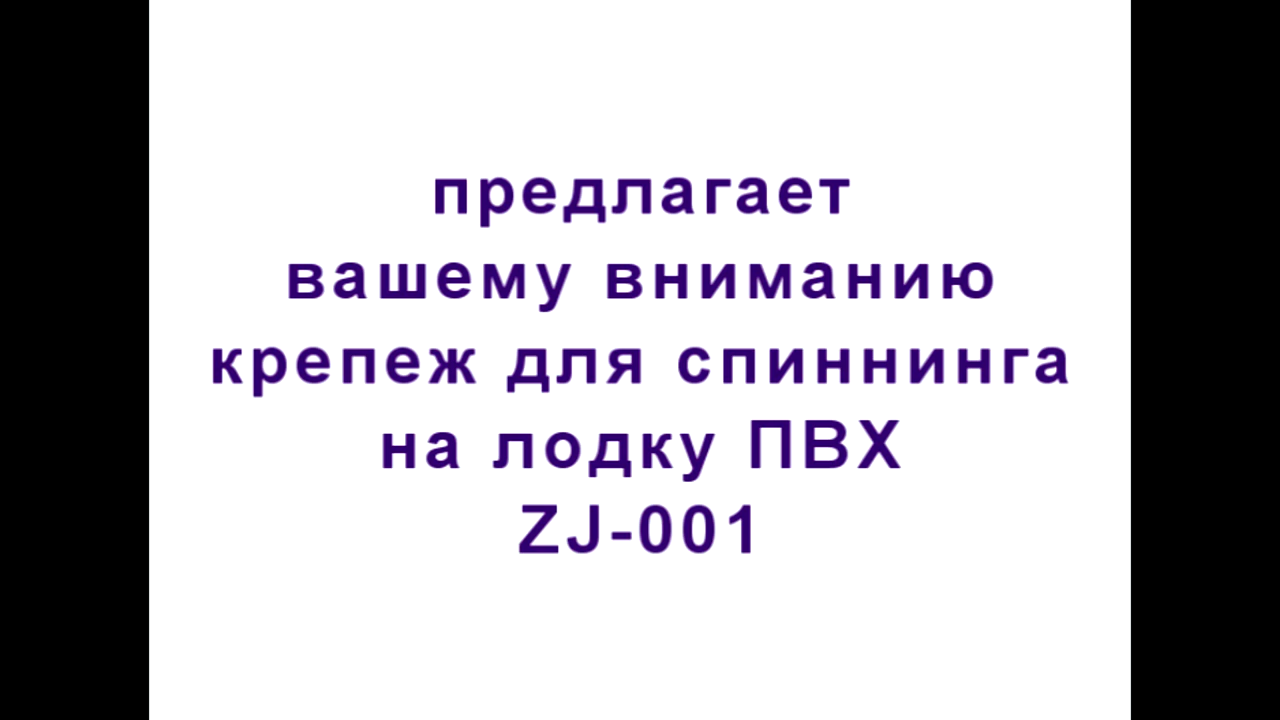 предлагает
вашему вниманию
крепеж для спиннинга
на лодку ПВХ
ZJ-001